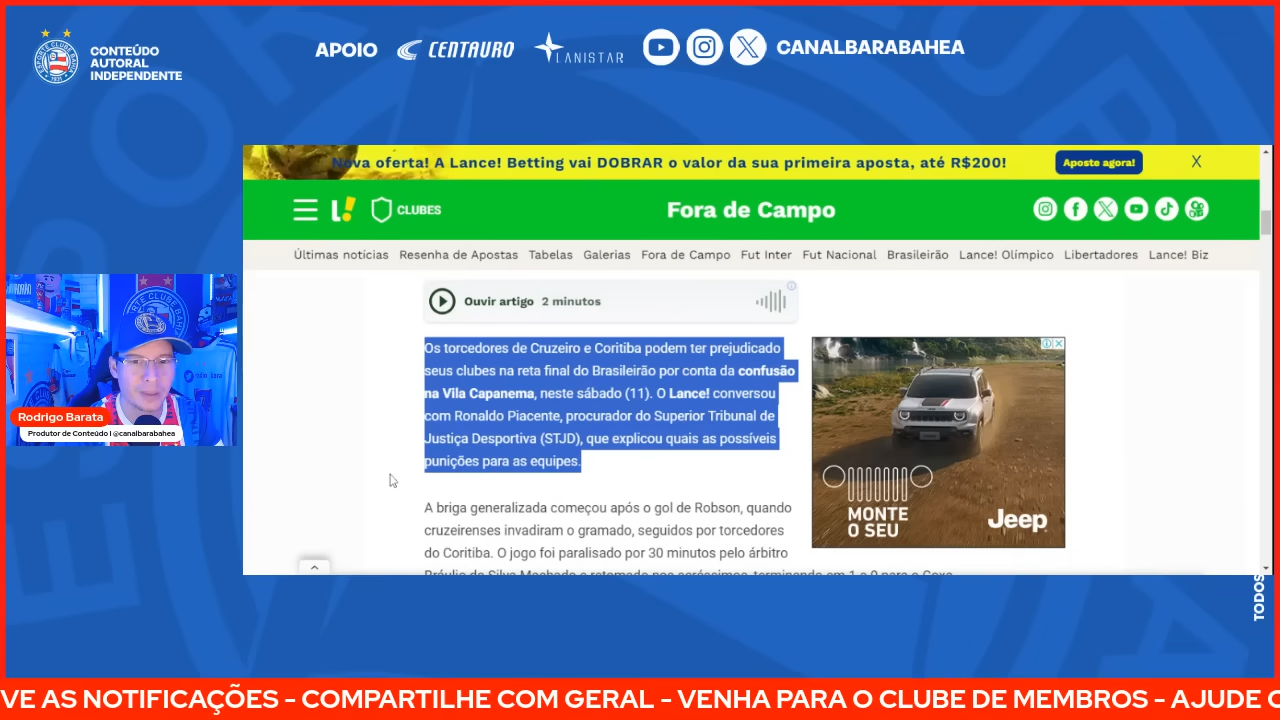 CONTEÚDO
AUTORAL
INDEPENDENTE
APOIO
CENTAURO
LANISTAR
CANALBARABAHEA
Nova oferta! A Lance! Betting vai DOBRAR o valor da sua primeira aposta, até R$200!
Aposte agora!
X
L!
CLUBES
Fora de Campo
Últimas notícias
Resenha de Apostas
Tabelas
Galerias
Fora de Campo
Fut Inter
Fut Nacional
Brasileirão
Lance! Olímpico
Libertadores
Lance! Biz
Ouvir artigo 2 minutos
Os torcedores de Cruzeiro e Coritiba podem ter prejudicado
seus clubes na reta final do Brasileirão por conta da confusão
na Vila Capanema, neste sábado (11). O Lance! conversou
com Ronaldo Piacente, procurador do Superior Tribunal de
Justiça Desportiva (STJD), que explicou quais as possíveis
punições para as equipes.
A briga generalizada começou após o gol de Robson, quando
cruzeirenses invadiram o gramado, seguidos por torcedores
do Coritiba. O jogo foi paralisado por 30 minutos pelo árbitro
MONTE
O SEU
Jeep
Rodrigo Barata
Produtor de Conteúdo | @canalbarabahea
TODOS
VE AS NOTIFICAÇÕES - COMPARTILHE COM GERAL - VENHA PARA O CLUBE DE MEMBROS - AJUDE